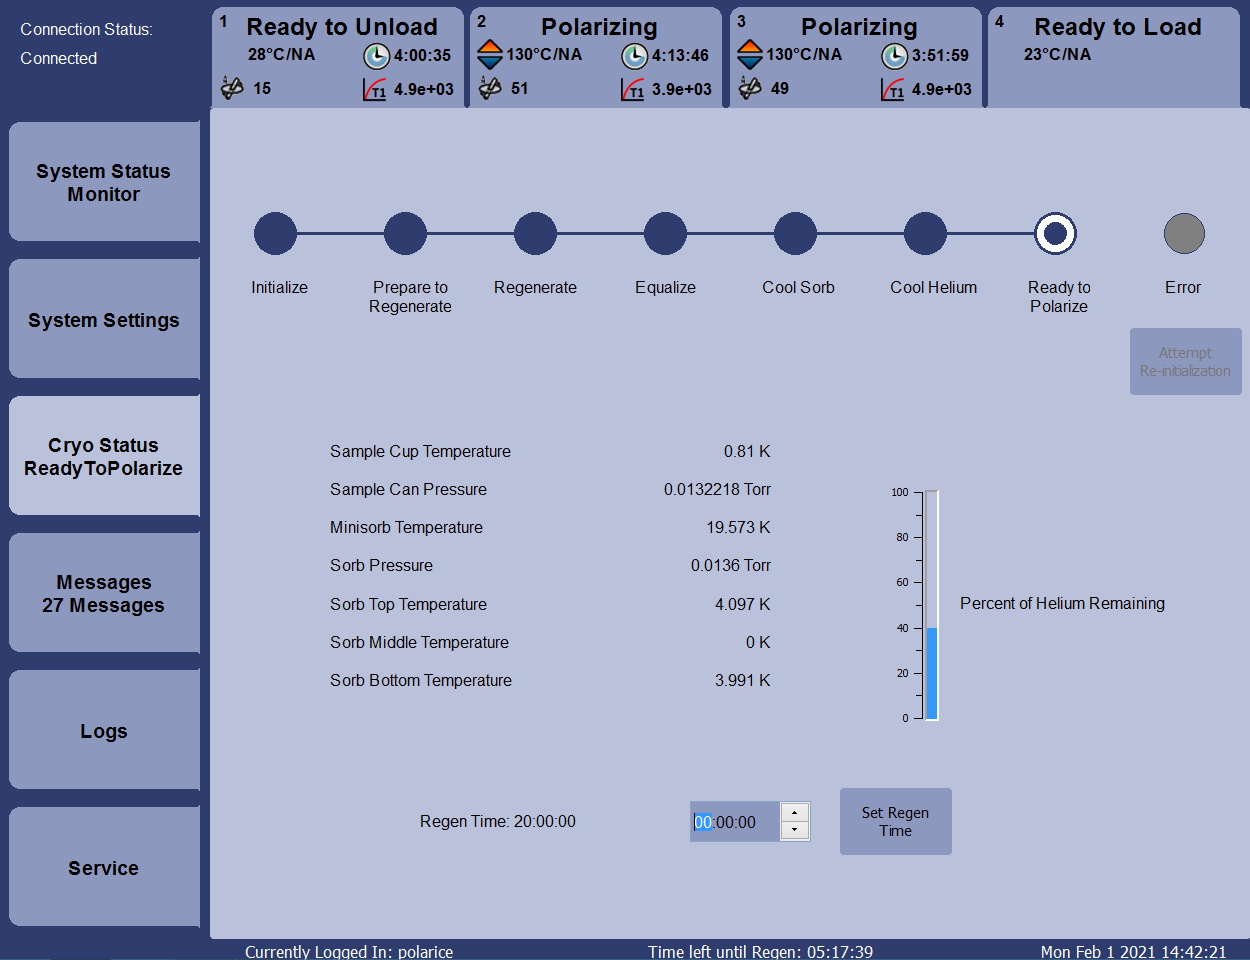 Connection Status:
Connected
1 Ready to Unload
28°C/NA 4:00:35
15 T1 4.9e+03
2 Polarizing
130°C/NA 4:13:46
51 T1 3.9e+03
3 Polarizing
130°C/NA 3:51:59
49 T1 4.9e+03
4 Ready to Load
23°C/NA
System Status
Monitor
System Settings
Cryo Status
ReadyToPolarize
Messages
27 Messages
Logs
Service
Initialize
Prepare to
Regenerate
Regenerate
Equalize
Cool Sorb
Cool Helium
Ready to
Polarize
Error
Attempt
Re-initialization
Sample Cup Temperature 0.81 K
Sample Can Pressure 0.0132218 Torr
Minisorb Temperature 19.573 K
Sorb Pressure 0.0136 Torr
Sorb Top Temperature 4.097 K
Sorb Middle Temperature 0 K
Sorb Bottom Temperature 3.991 K
100
80
60
40
20
0
Percent of Helium Remaining
Regen Time: 20:00:00
00:00:00
Set Regen
Time
Currently Logged In: polarice
Time left until Regen: 05:17:39
Mon Feb 1 2021 14:42:21